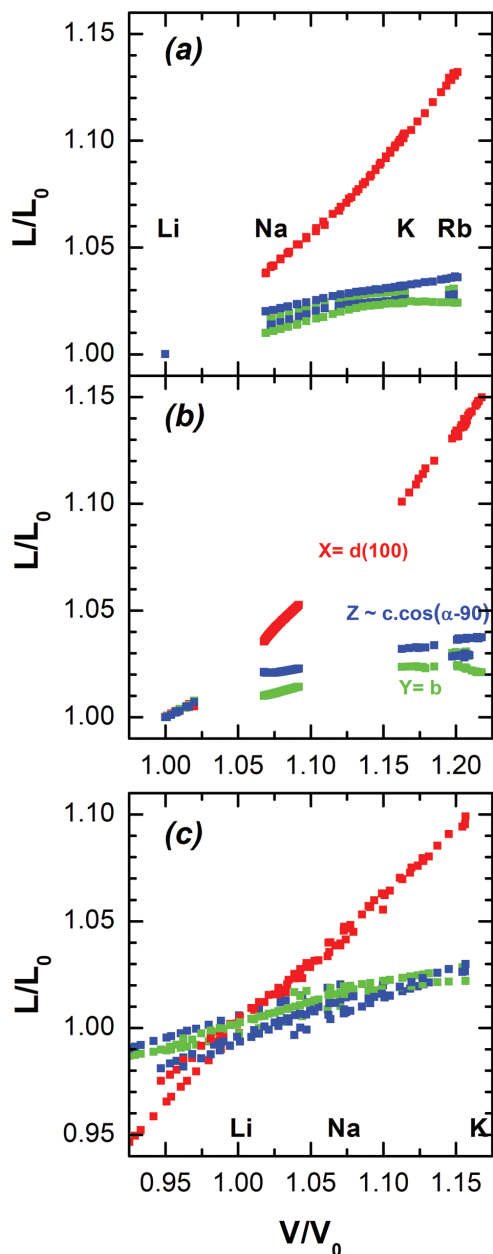 1.15
(a)
1.10
L/L0
Li
Na
K
Rb
1.05
1.00
(b)
1.15
1.10
L/L0
X= d(100)
Z ~ c.cos(α-90)
1.05
Y= b
1.00
1.00 1.05 1.10 1.15 1.20
1.10
(c)
1.05
L/L0
1.00
0.95
Li
Na
K
0.95 1.00 1.05 1.10 1.15
V/V0